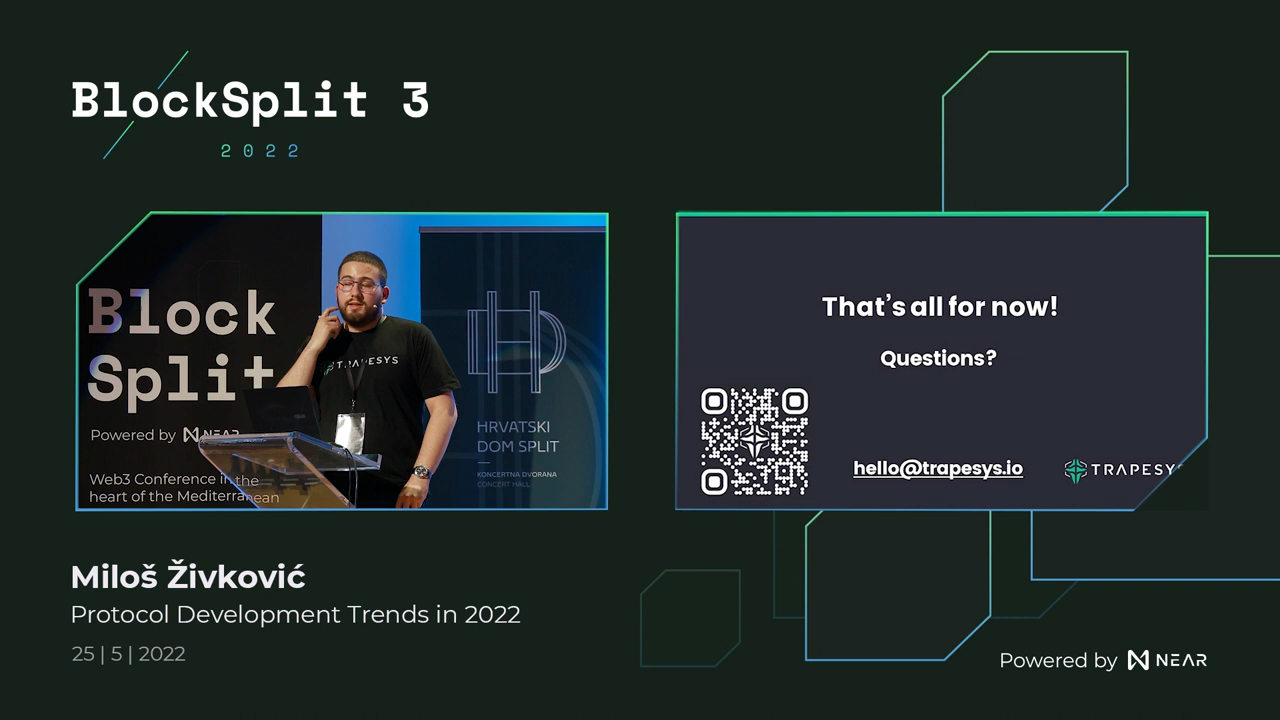 BlockSplit 3
2022
Block
Split
Powered by NEAR
Web3 Conference in the
heart of the Mediterranean
TRAPESYS
HRVATSKI
DOM SPLIT
KONCERTNA DVORANA
CONCERT HALL
That's all for now!
Questions?
hello@trapesys.io
TRAPESYS
Miloš Živković
Protocol Development Trends in 2022
25 | 5 | 2022
Powered by NEAR